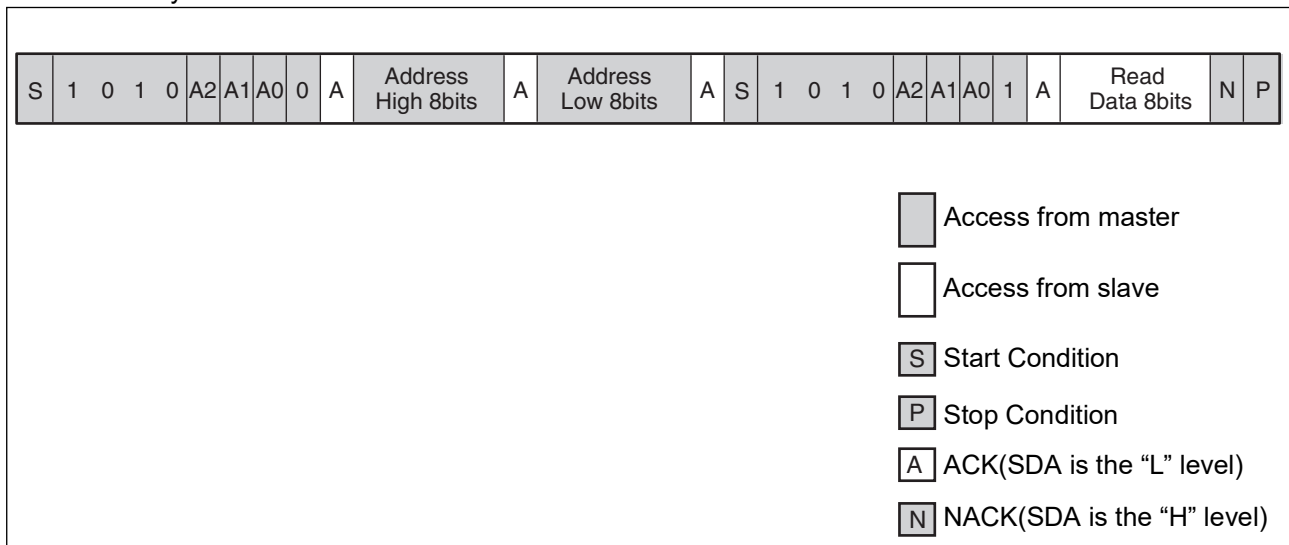 S 1 0 1 0 A2 A1 A0 0 A Address High 8bits A Address Low 8bits A S 1 0 1 0 A2 A1 A0 1 A Read Data 8bits N P
Access from master
Access from slave
S Start Condition
P Stop Condition
A ACK(SDA is the “L” level)
N NACK(SDA is the “H” level)